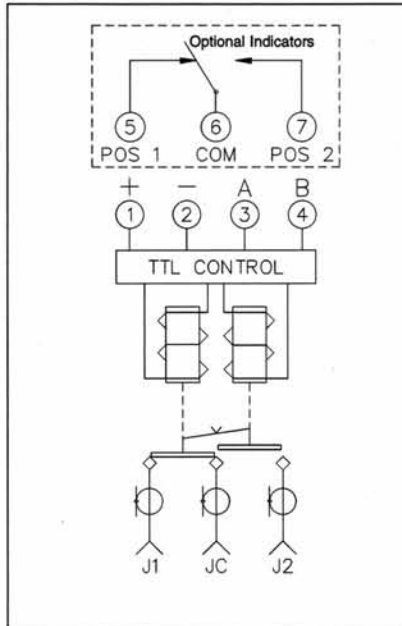 Optional Indicators
5 6 7
POS 1 COM POS 2
+ − A B
1 2 3 4
TTL CONTROL
J1 JC J2